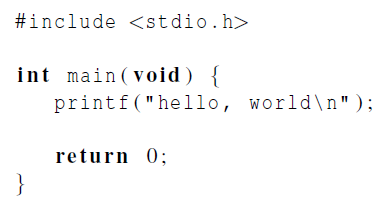 #include <stdio.h>
int main(void) {
printf("hello, world\n");
return 0;
}